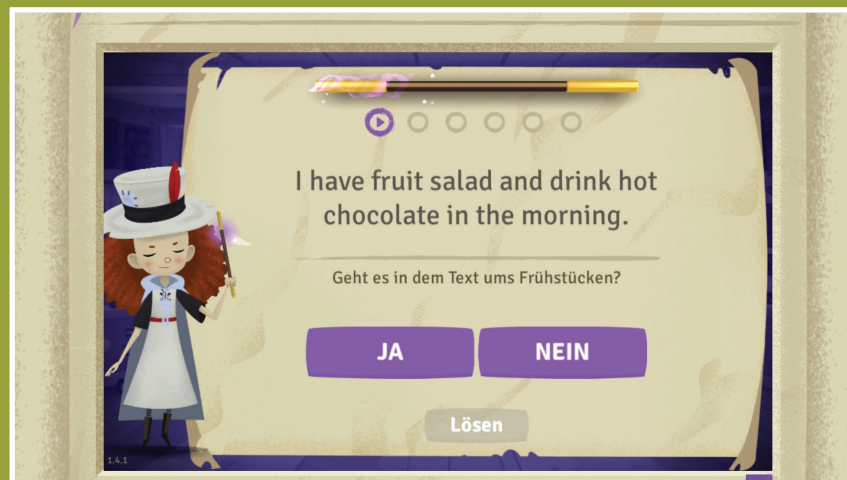 I have fruit salad and drink hot
chocolate in the morning.
Geht es in dem Text ums Frühstücken?
JA
NEIN
Lösen
1.4.1